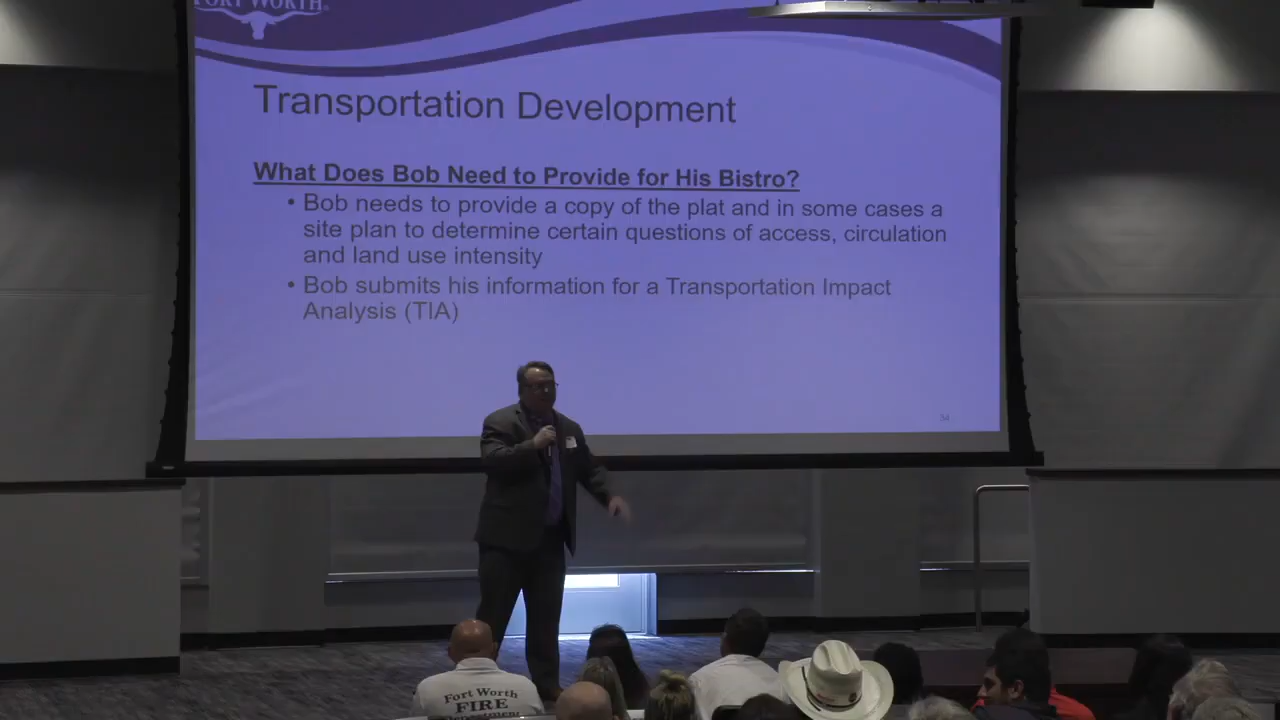 FORT WORTH®
Transportation Development
What Does Bob Need to Provide for His Bistro?
• Bob needs to provide a copy of the plat and in some cases a
site plan to determine certain questions of access, circulation
and land use intensity
• Bob submits his information for a Transportation Impact
Analysis (TIA)
34
Fort Worth
FIRE
Department